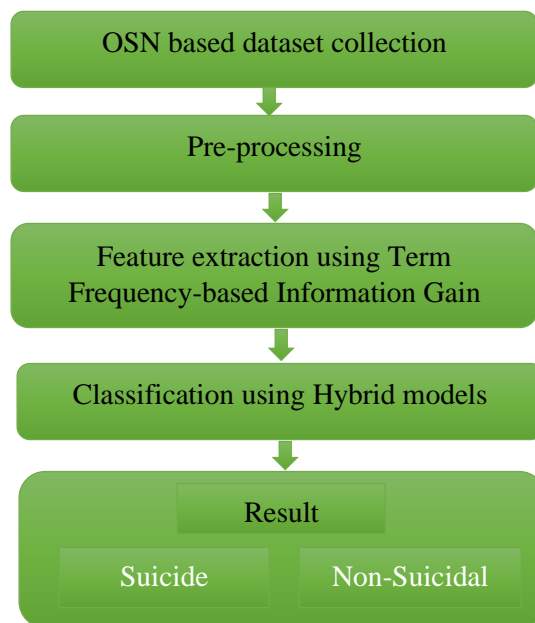 OSN based dataset collection
Pre-processing
Feature extraction using Term
Frequency-based Information Gain
Classification using Hybrid models
Result
Suicide
Non-Suicidal